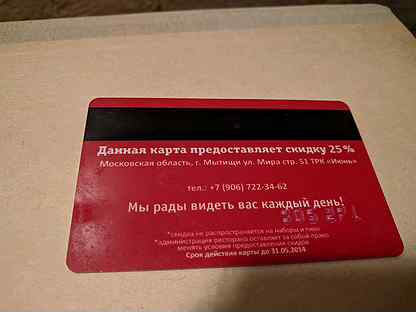 Данная карта предоставляет скидку 25%
Московская область, г. Мытищи ул. Мира стр. 51 ТРК «Июнь»
тел.: +7 (906) 722-34-62
Мы рады видеть вас каждый день!
*скидка не распространяется на наборы и пиво
*администрация ресторана оставляет за собой право
менять условия предоставления скидок
Срок действия карты до 31.05.2014